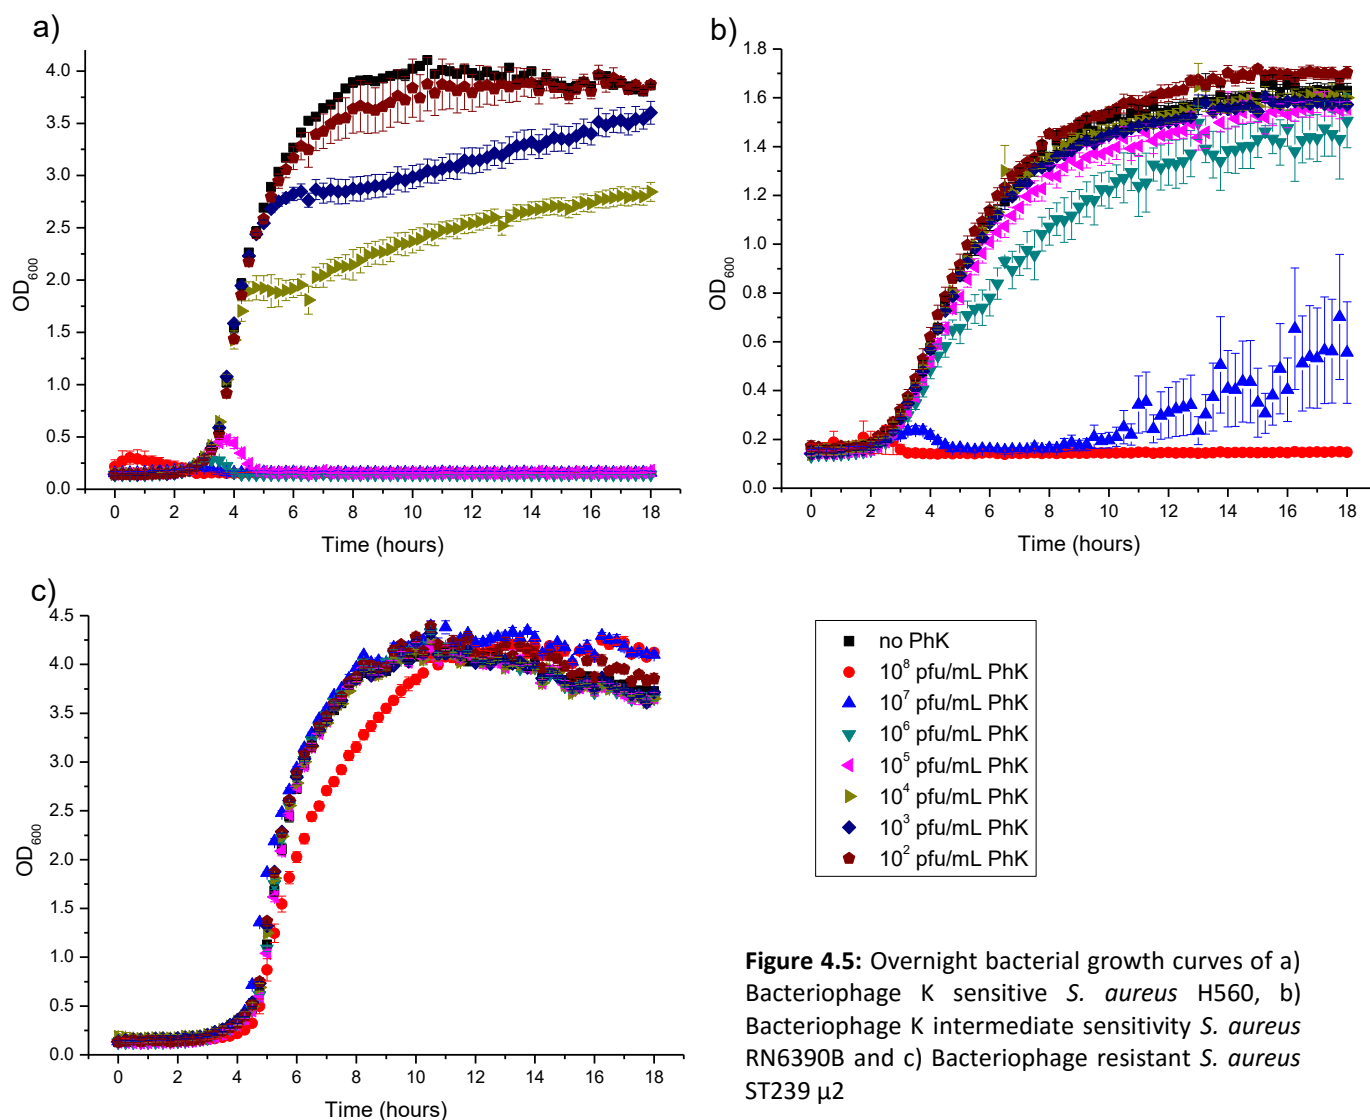 a)
4.0
3.5
3.0
2.5
2.0
1.5
1.0
0.5
0.0
OD600
0 2 4 6 8 10 12 14 16 18
Time (hours)
b)
1.8
1.6
1.4
1.2
1.0
0.8
0.6
0.4
0.2
0.0
OD600
0 2 4 6 8 10 12 14 16 18
Time (hours)
c)
4.5
4.0
3.5
3.0
2.5
2.0
1.5
1.0
0.5
0.0
OD600
0 2 4 6 8 10 12 14 16 18
Time (hours)
no PhK
10^8 pfu/mL PhK
10^7 pfu/mL PhK
10^6 pfu/mL PhK
10^5 pfu/mL PhK
10^4 pfu/mL PhK
10^3 pfu/mL PhK
10^2 pfu/mL PhK
Figure 4.5: Overnight bacterial growth curves of a)
Bacteriophage K sensitive S. aureus H560, b)
Bacteriophage K intermediate sensitivity S. aureus
RN6390B and c) Bacteriophage resistant S. aureus
ST239 μ2